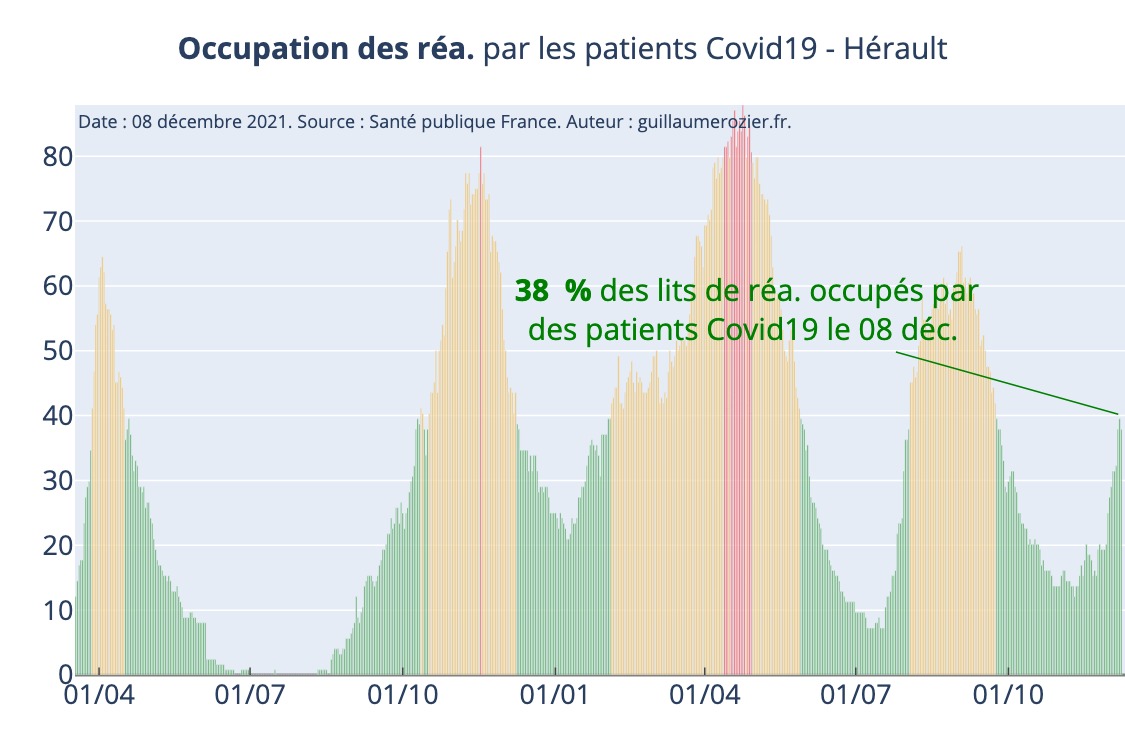 Occupation des réa. par les patients Covid19 - Hérault
Date : 08 décembre 2021. Source : Santé publique France. Auteur : guillaumerozier.fr.
80
70
60
38 % des lits de réa. occupés par
des patients Covid19 le 08 déc.
50
40
30
20
10
0
01/04 01/07 01/10 01/01 01/04 01/07 01/10